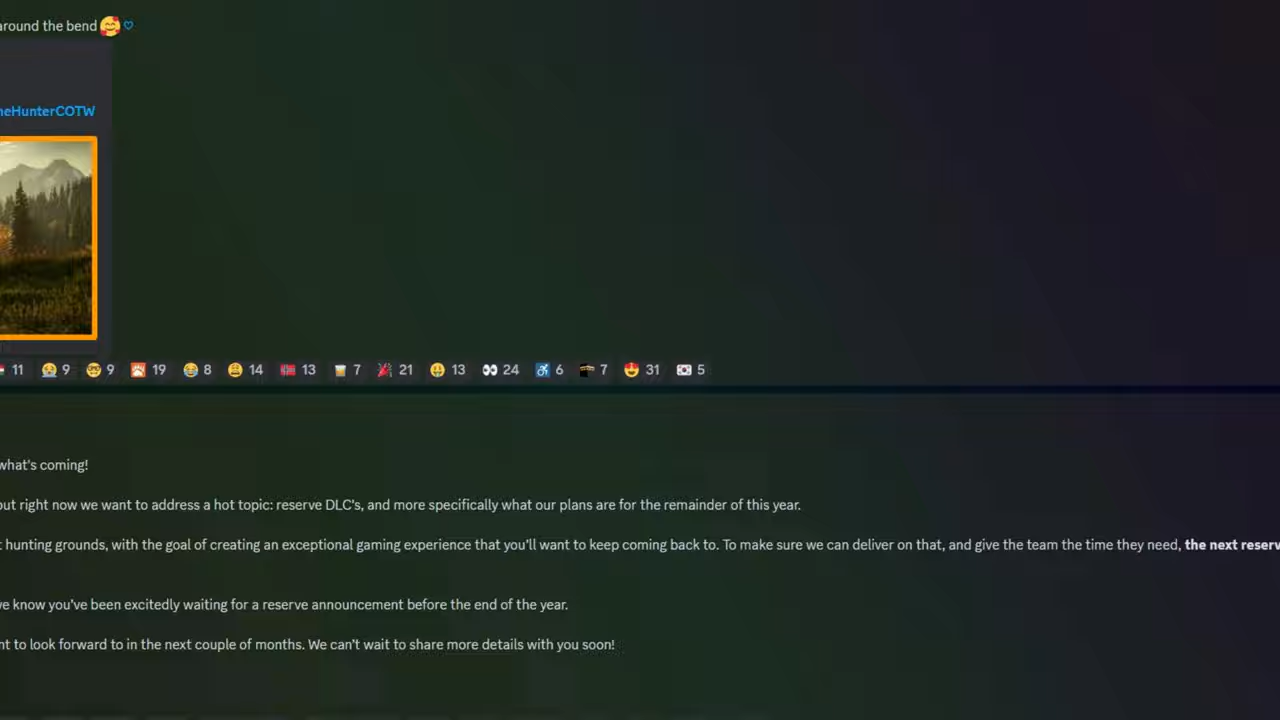 around the bend
heHunterCOTW
11 9 9 19 8 14 13 7 21 13 24 6 7 31 5
what's coming!
out right now we want to address a hot topic: reserve DLC's, and more specifically what our plans are for the remainder of this year.
hunting grounds, with the goal of creating an exceptional gaming experience that you'll want to keep coming back to. To make sure we can deliver on that, and give the team the time they need, the next reserv
we know you've been excitedly waiting for a reserve announcement before the end of the year.
nt to look forward to in the next couple of months. We can't wait to share more details with you soon!